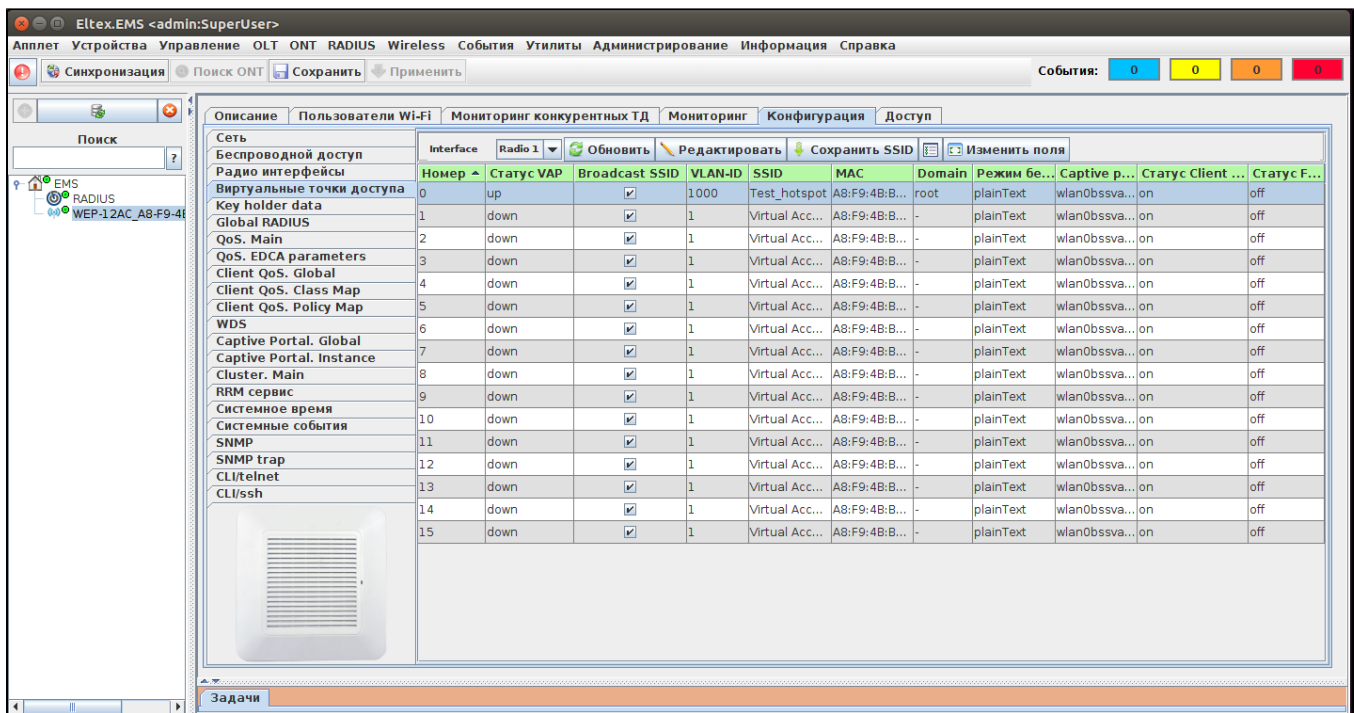 Eltex.EMS <admin:SuperUser>
Апплет Устройства Управление OLT ONT RADIUS Wireless События Утилиты Администрирование Информация Справка
Синхронизация Поиск ONT Сохранить Применить События: 0 0 0 0
Поиск
?
EMS
RADIUS
WEP-12AC_A8-F9-4B
Описание Пользователи Wi-Fi Мониторинг конкурентных ТД Мониторинг Конфигурация Доступ
Сеть
Беспроводной доступ
Радио интерфейсы
Виртуальные точки доступа
Key holder data
Global RADIUS
QoS. Main
QoS. EDCA parameters
Client QoS. Global
Client QoS. Class Map
Client QoS. Policy Map
WDS
Captive Portal. Global
Captive Portal. Instance
Cluster. Main
RRM сервис
Системное время
Системные события
SNMP
SNMP trap
CLI/telnet
CLI/ssh
Interface Radio 1 Обновить Редактировать Сохранить SSID Изменить поля
Номер Статус VAP Broadcast SSID VLAN-ID SSID MAC Domain Режим бе... Captive p... Статус Client ... Статус F...
0 up 1000 Test_hotspot A8:F9:4B:B... root plainText wlan0bssva... on off
1 down 1 Virtual Acc... A8:F9:4B:B... - plainText wlan0bssva... on off
2 down 1 Virtual Acc... A8:F9:4B:B... - plainText wlan0bssva... on off
3 down 1 Virtual Acc... A8:F9:4B:B... - plainText wlan0bssva... on off
4 down 1 Virtual Acc... A8:F9:4B:B... - plainText wlan0bssva... on off
5 down 1 Virtual Acc... A8:F9:4B:B... - plainText wlan0bssva... on off
6 down 1 Virtual Acc... A8:F9:4B:B... - plainText wlan0bssva... on off
7 down 1 Virtual Acc... A8:F9:4B:B... - plainText wlan0bssva... on off
8 down 1 Virtual Acc... A8:F9:4B:B... - plainText wlan0bssva... on off
9 down 1 Virtual Acc... A8:F9:4B:B... - plainText wlan0bssva... on off
10 down 1 Virtual Acc... A8:F9:4B:B... - plainText wlan0bssva... on off
11 down 1 Virtual Acc... A8:F9:4B:B... - plainText wlan0bssva... on off
12 down 1 Virtual Acc... A8:F9:4B:B... - plainText wlan0bssva... on off
13 down 1 Virtual Acc... A8:F9:4B:B... - plainText wlan0bssva... on off
14 down 1 Virtual Acc... A8:F9:4B:B... - plainText wlan0bssva... on off
15 down 1 Virtual Acc... A8:F9:4B:B... - plainText wlan0bssva... on off
Задачи